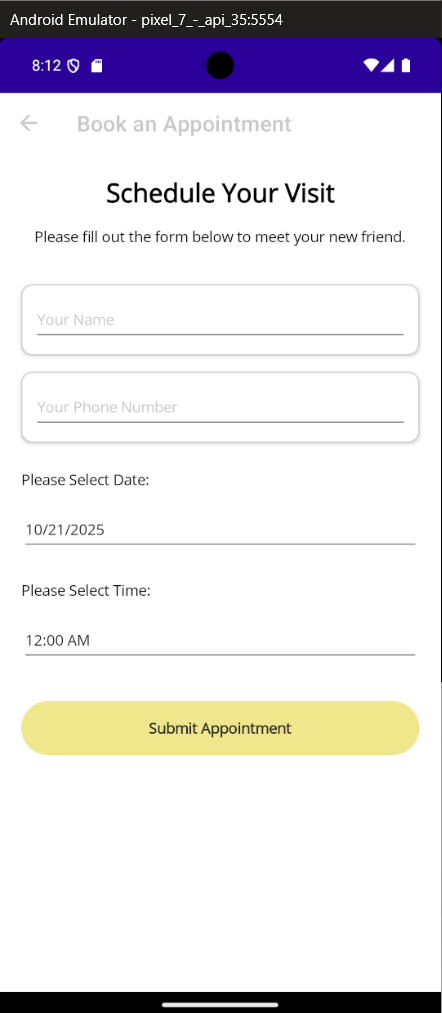 Android Emulator - pixel_7_-_api_35:5554
8:12
Book an Appointment
Schedule Your Visit
Please fill out the form below to meet your new friend.
Your Name
Your Phone Number
Please Select Date:
10/21/2025
Please Select Time:
12:00 AM
Submit Appointment